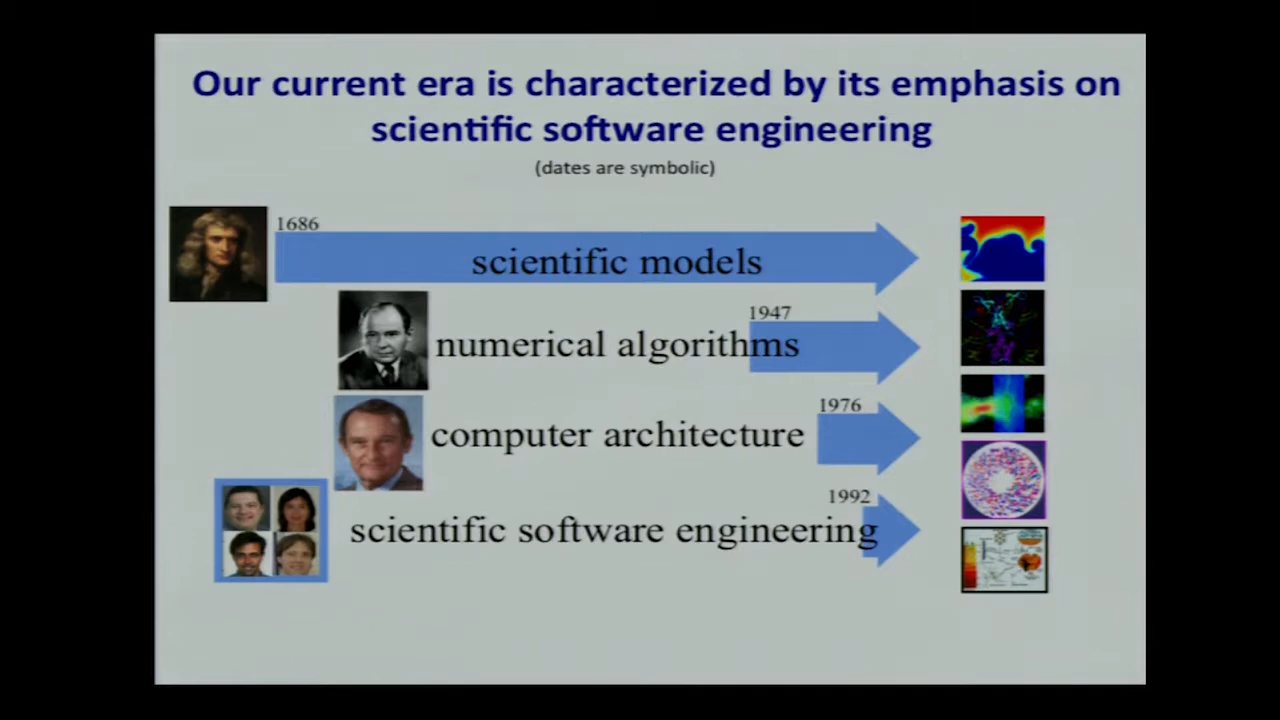 Our current era is characterized by its emphasis on
scientific software engineering
(dates are symbolic)
1686
scientific models
1947
numerical algorithms
1976
computer architecture
1992
scientific software engineering